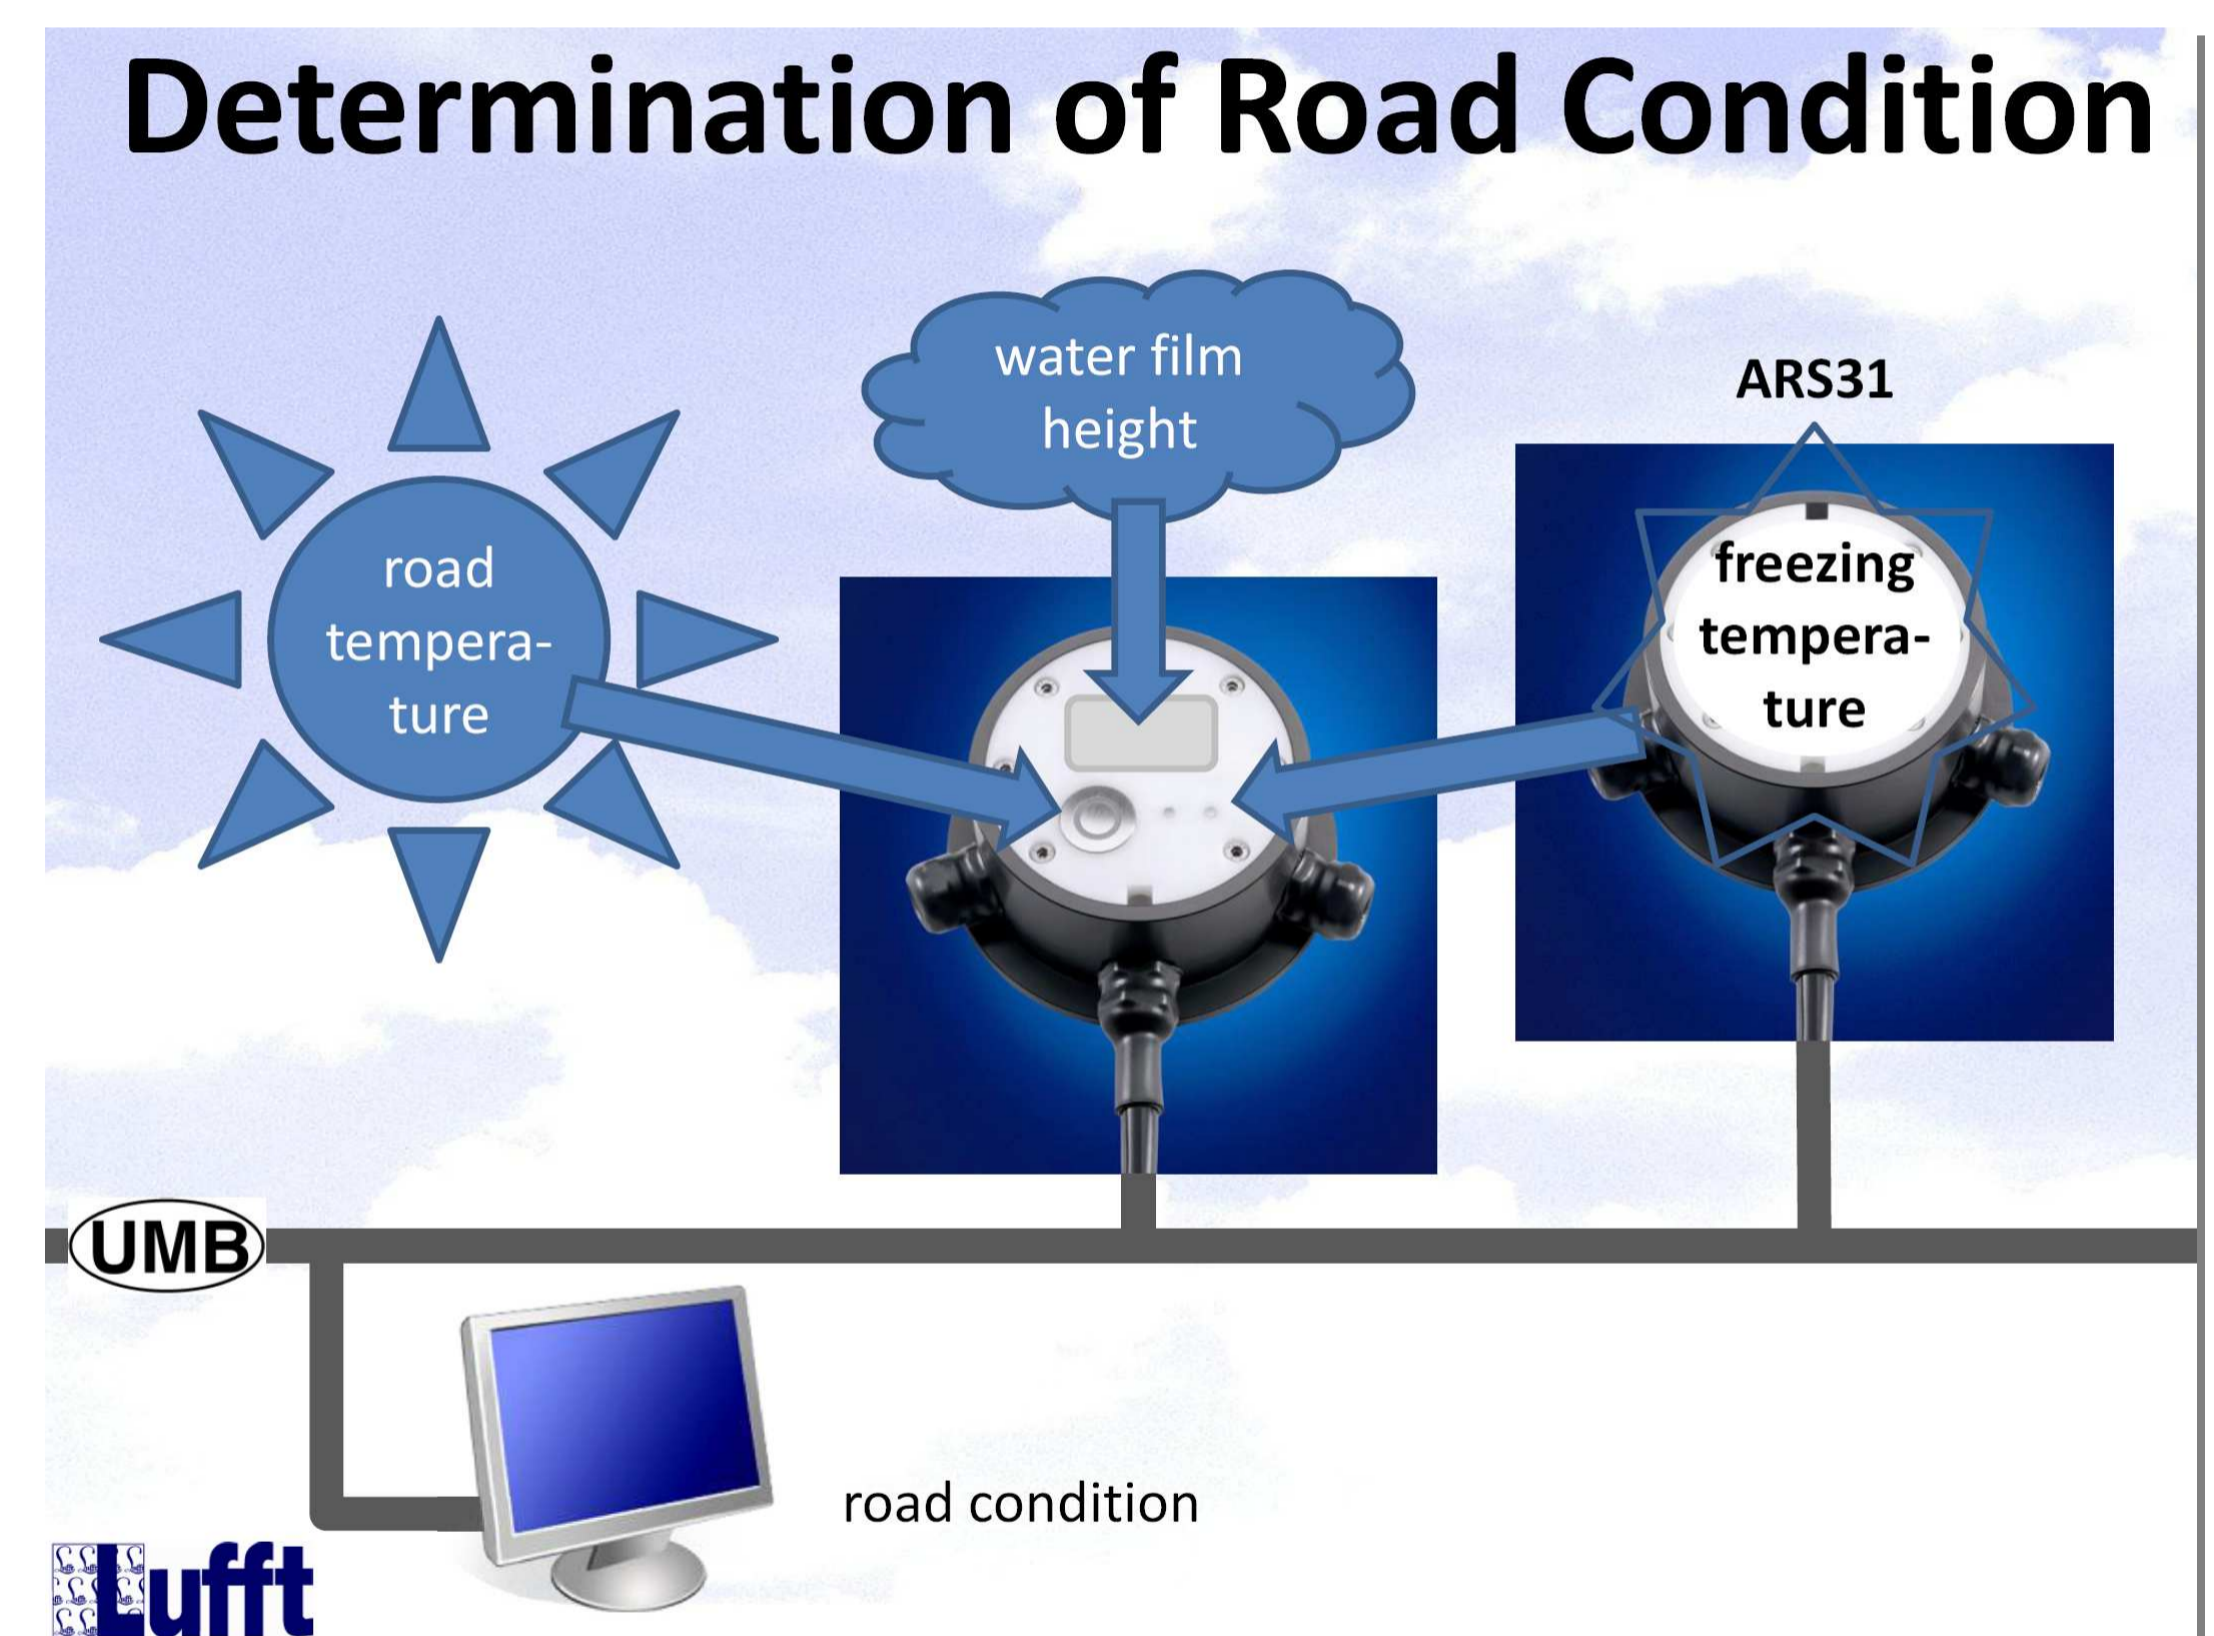 Determination of Road Condition
water film
height
ARS31
road
tempera-
ture
freezing
tempera-
ture
UMB
road condition
Lufft